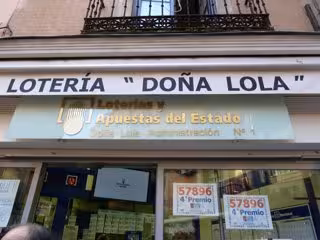 LOTERÍA " DOÑA LOLA "
Loterías y
Apuestas del Estado
Doña Lola Administración Nº 1
57896
4º Premio
57896
4º Premio